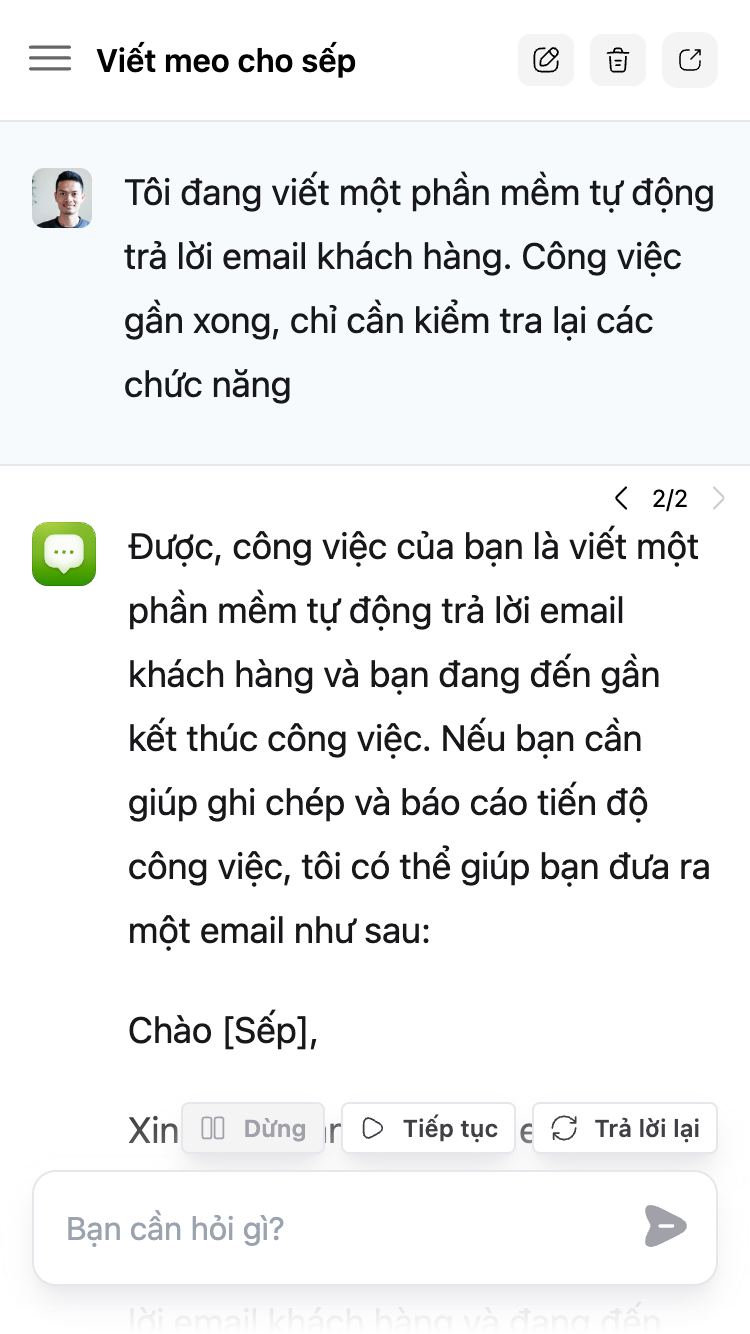 Viết meo cho sếp
Tôi đang viết một phần mềm tự động
trả lời email khách hàng. Công việc
gần xong, chỉ cần kiểm tra lại các
chức năng
2/2
Được, công việc của bạn là viết một
phần mềm tự động trả lời email
khách hàng và bạn đang đến gần
kết thúc công việc. Nếu bạn cần
giúp ghi chép và báo cáo tiến độ
công việc, tôi có thể giúp bạn đưa ra
một email như sau:
Chào [Sếp],
Xin
Dừng
Tiếp tục
Trả lời lại
Bạn cần hỏi gì?
lời email khách hàng và đang đến